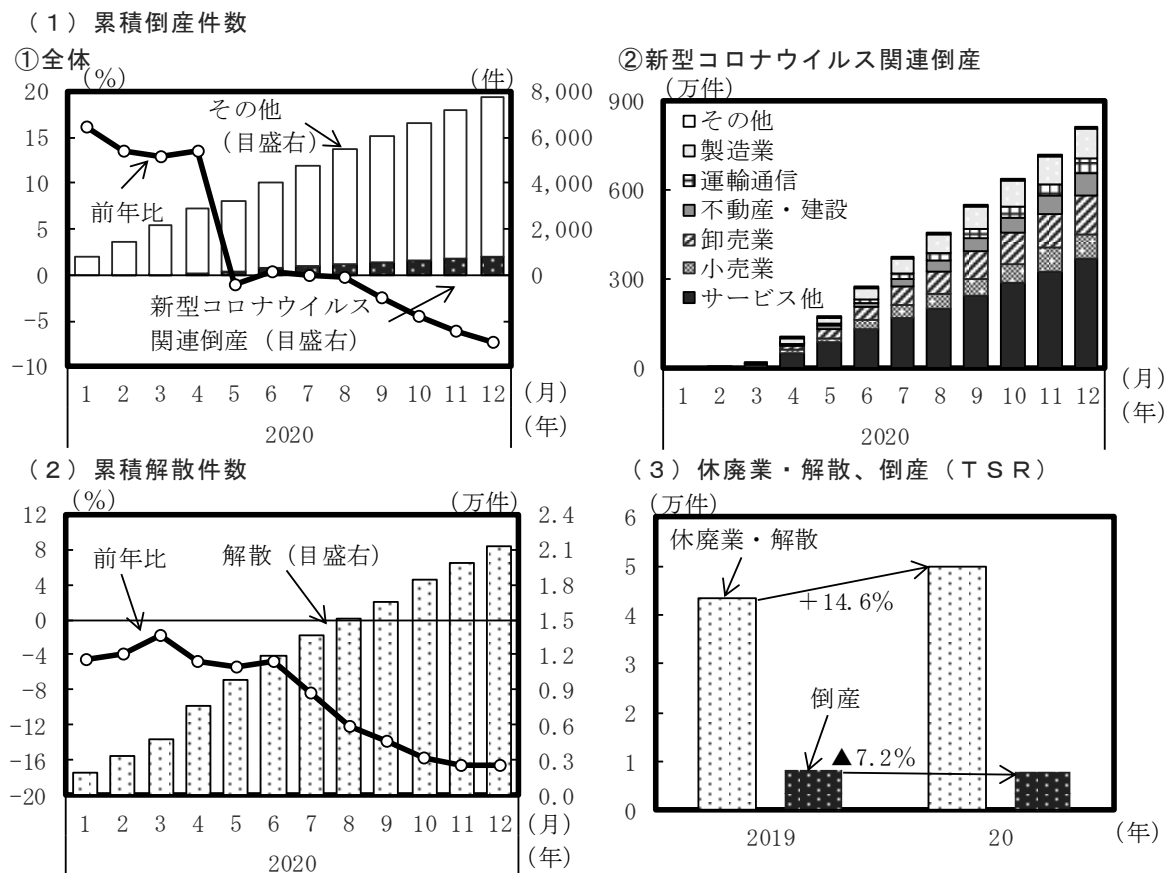 （１）累積倒産件数
①全体
(%)
(件)
20
15
10
5
0
-5
-10
8,000
6,000
4,000
2,000
0
その他
（目盛右）
前年比
新型コロナウイルス
関連倒産（目盛右）
1 2 3 4 5 6 7 8 9 10 11 12 (月)
2020 (年)
②新型コロナウイルス関連倒産
(万件)
900
600
300
0
その他
製造業
運輸通信
不動産・建設
卸売業
小売業
サービス他
1 2 3 4 5 6 7 8 9 10 11 12 (月)
2020 (年)
（２）累積解散件数
(%)
(万件)
12
8
4
0
-4
-8
-12
-16
-20
2.4
2.1
1.8
1.5
1.2
0.9
0.6
0.3
0.0
前年比
解散（目盛右）
1 2 3 4 5 6 7 8 9 10 11 12 (月)
2020 (年)
（３）休廃業・解散、倒産（ＴＳＲ）
(万件)
6
5
4
3
2
1
0
休廃業・解散
＋14.6%
倒産
▲7.2%
2019 20 (年)